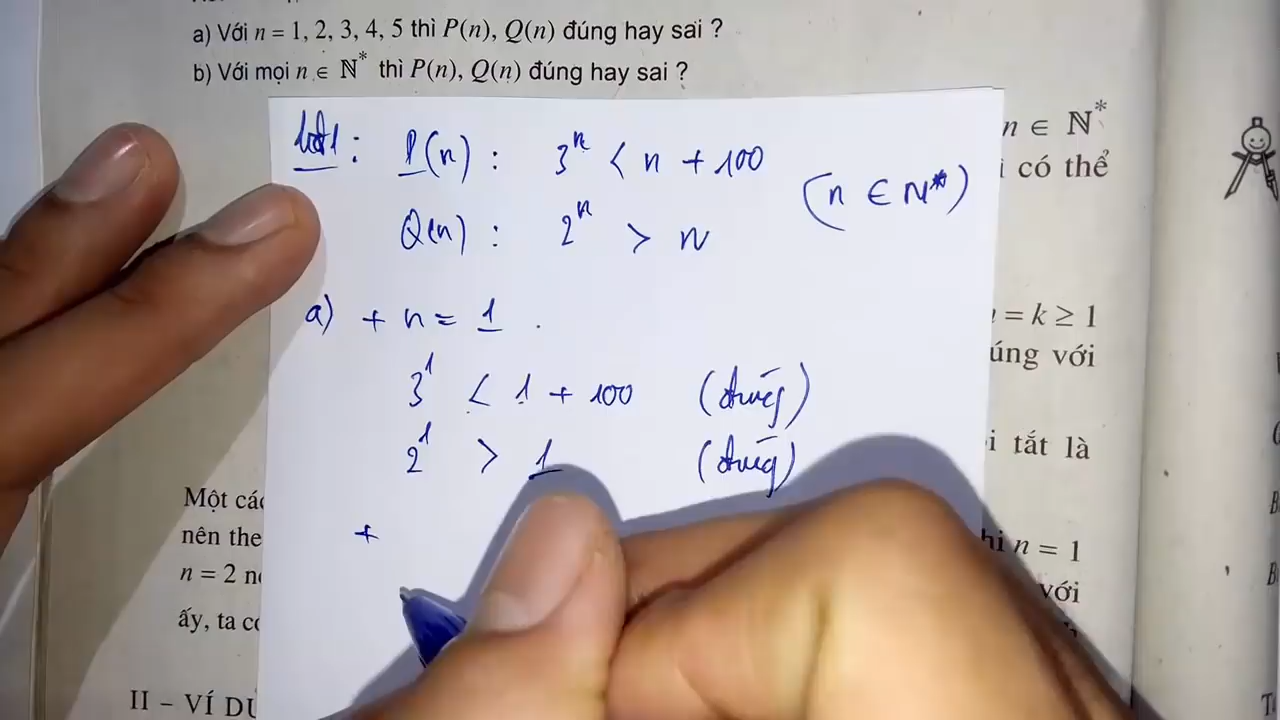 a) Với n = 1, 2, 3, 4, 5 thì P(n), Q(n) đúng hay sai ?
b) Với mọi n ∈ ℕ* thì P(n), Q(n) đúng hay sai ?
n ∈ ℕ*
HĐ1 : P(n) : 3ⁿ < n + 100
ì có thể
(n ∈ N*)
Q(n) : 2ⁿ > n
a) + n = 1 .
= k ≥ 1
úng với
3¹ < 1 + 100 (đúng)
2¹ > 1 (đúng)
i tắt là
Một
nên the
+
n = 1
n = 2
với
ấy, ta
II – VÍ